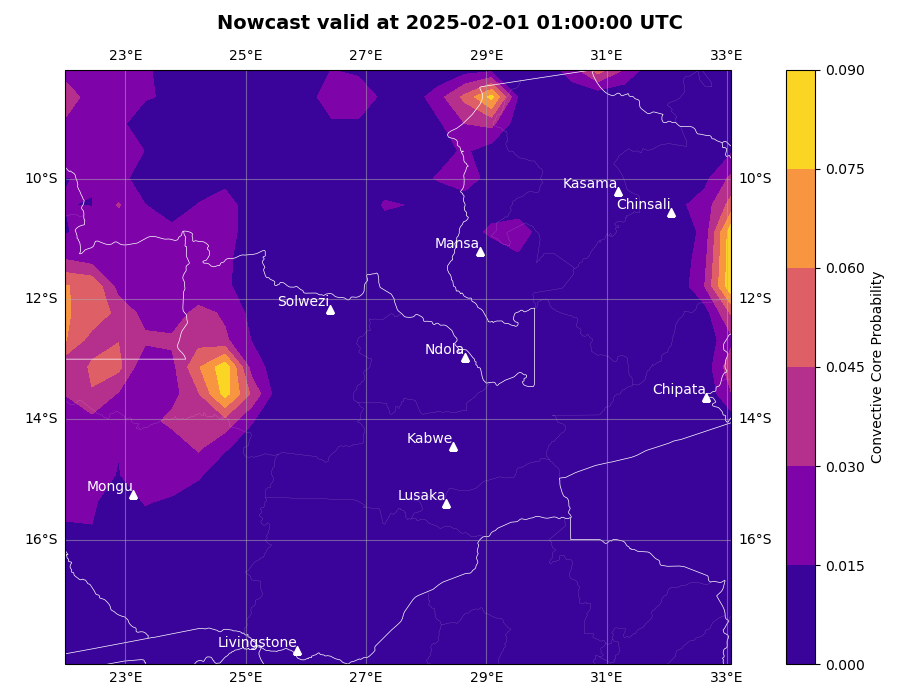 Nowcast valid at 2025-02-01 01:00:00 UTC
23°E 25°E 27°E 29°E 31°E 33°E
0.090
0.075
10°S 10°S
Kasama
Chinsali
Mansa
0.060
12°S 12°S
Solwezi
Convective Core Probability
Ndola
0.045
Chipata
14°S 14°S
Kabwe
0.030
Mongu
Lusaka
16°S 16°S
0.015
Livingstone
0.000
23°E 25°E 27°E 29°E 31°E 33°E